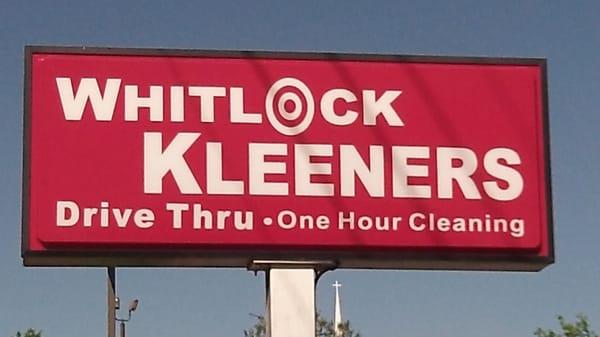 WHITLOCK
KLEENERS
Drive Thru • One Hour Cleaning